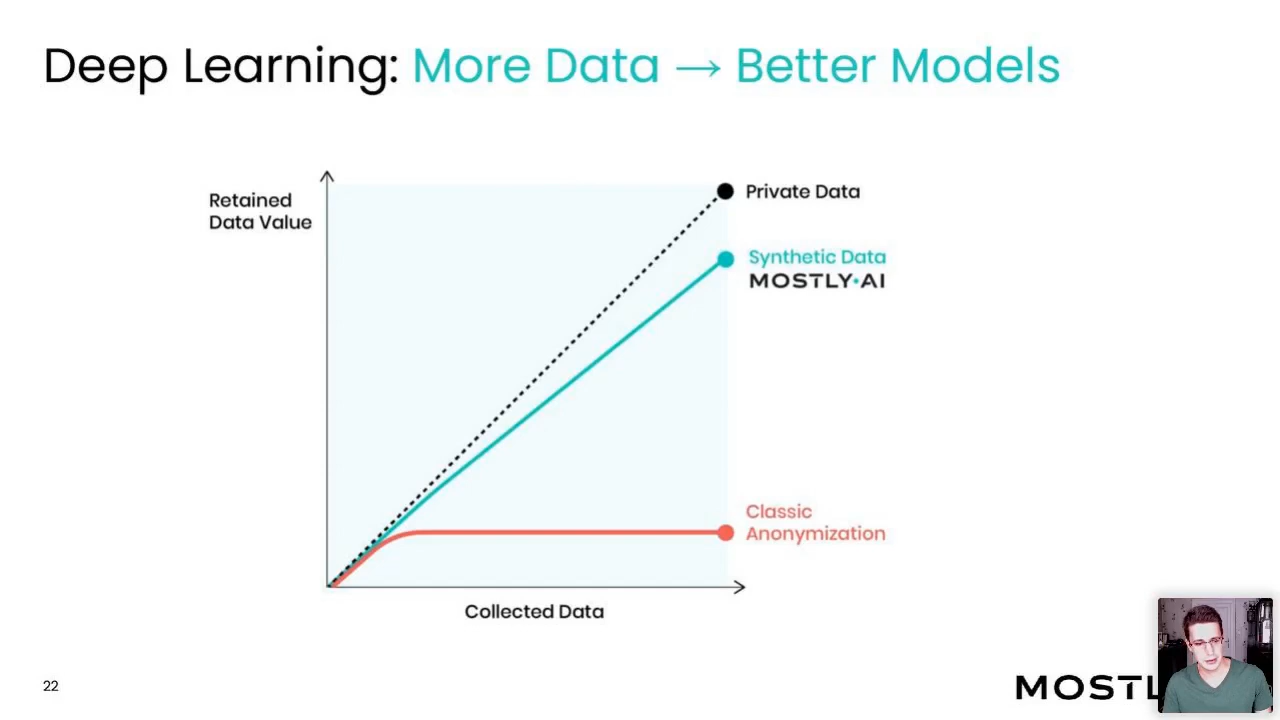 Deep Learning: More Data → Better Models
Retained
Data Value
Private Data
Synthetic Data
MOSTLY·AI
Classic
Anonymization
Collected Data
22
MOSTL